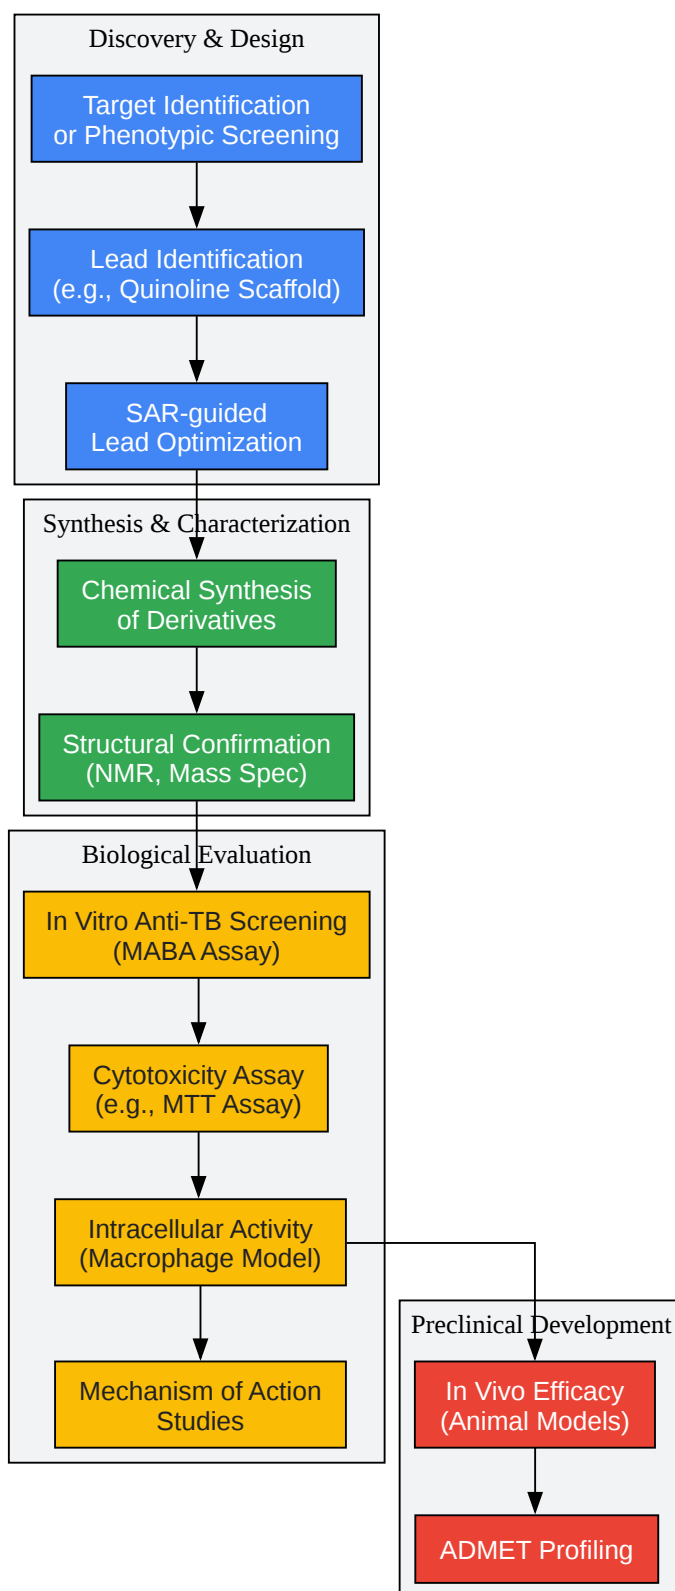 Discovery & Design
Target Identification
or Phenotypic Screening
Lead Identification
(e.g., Quinoline Scaffold)
SAR-guided
Lead Optimization
Synthesis & Characterization
Chemical Synthesis
of Derivatives
Structural Confirmation
(NMR, Mass Spec)
Biological Evaluation
In Vitro Anti-TB Screening
(MABA Assay)
Cytotoxicity Assay
(e.g., MTT Assay)
Intracellular Activity
(Macrophage Model)
Mechanism of Action
Studies
Preclinical Development
In Vivo Efficacy
(Animal Models)
ADMET Profiling